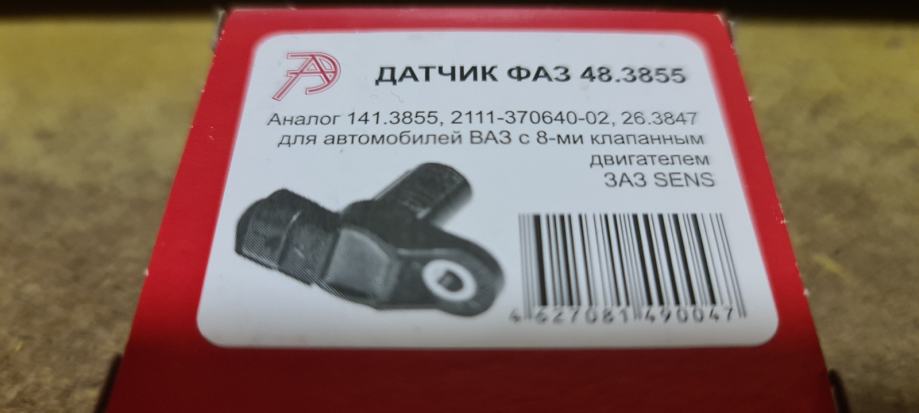 ДАТЧИК ФАЗ 48.3855
Аналог 141.3855, 2111-370640-02, 26.3847
для автомобилей ВАЗ с 8-ми клапанным
двигателем
ЗАЗ SENS
4 627081 490047